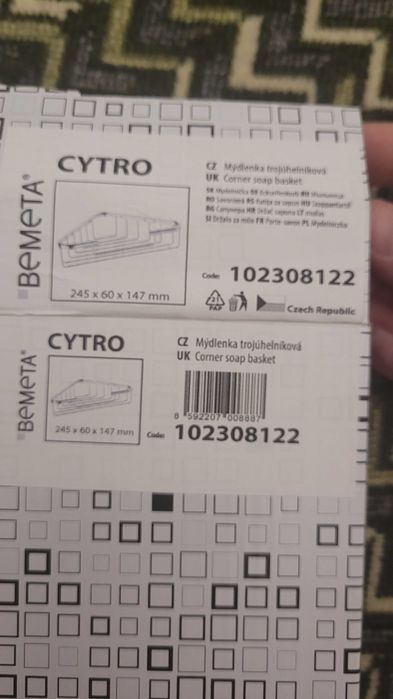 BEMETA®
CYTRO
245 x 60 x 147 mm
CZ Mýdlenka trojúhelníková
UK Corner soap basket
Code: 102308122
21
PAP
Czech Republic
BEMETA®
CYTRO
245 x 60 x 147 mm
CZ Mýdlenka trojúhelníková
UK Corner soap basket
8 592207 008887
Code: 102308122